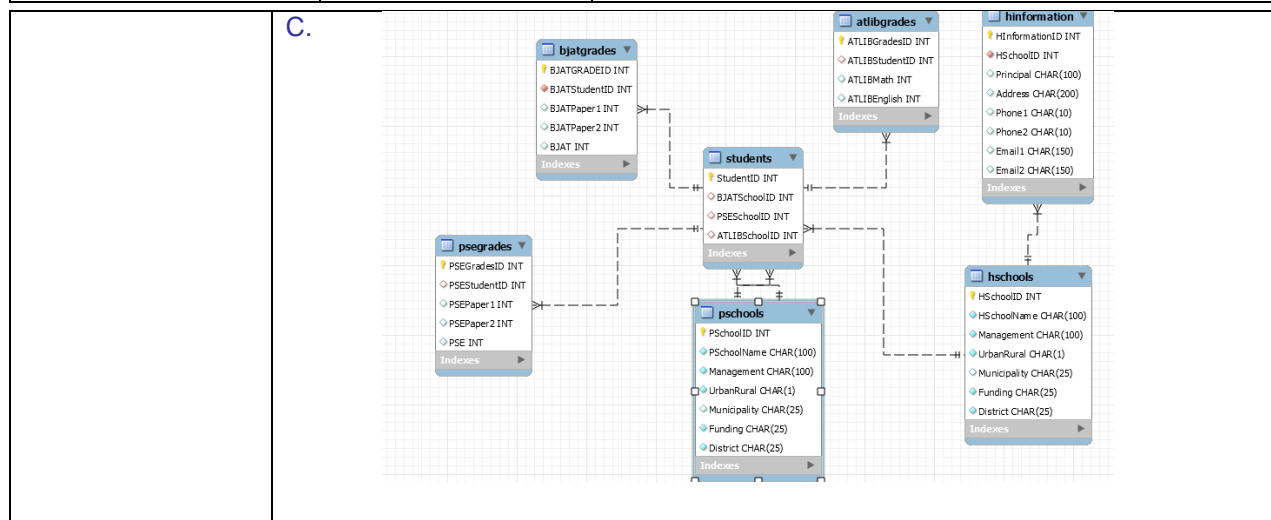 C.
bjatgrades
BJATGRADEID INT
BJATStudentID INT
BJATPaper1 INT
BJATPaper2 INT
BJAT INT
Indexes
atlibgrades
ATLIBGradesID INT
ATLIBStudentID INT
ATLIBMath INT
ATLIBEnglish INT
Indexes
hinformation
HInformationID INT
HSchoolID INT
Principal CHAR(100)
Address CHAR(200)
Phone1 CHAR(10)
Phone2 CHAR(10)
Email1 CHAR(150)
Email2 CHAR(150)
Indexes
students
StudentID INT
BJATSchoolID INT
PSESchoolID INT
ATLIBSchoolID INT
Indexes
psegrades
PSEGradesID INT
PSEStudentID INT
PSEPaper1 INT
PSEPaper2 INT
PSE INT
Indexes
pschools
PSchoolID INT
PSchoolName CHAR(100)
Management CHAR(100)
UrbanRural CHAR(1)
Municipality CHAR(25)
Funding CHAR(25)
District CHAR(25)
Indexes
hschools
HSchoolID INT
HSchoolName CHAR(100)
Management CHAR(100)
UrbanRural CHAR(1)
Municipality CHAR(25)
Funding CHAR(25)
District CHAR(25)
Indexes